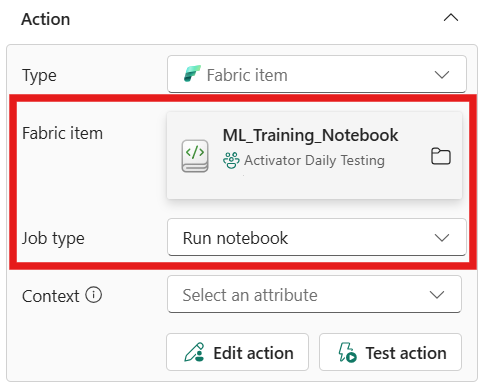 Action
Type
Fabric item
Fabric item
ML_Training_Notebook
</>
Activator Daily Testing
Job type
Run notebook
Context
Select an attribute
Edit action
Test action